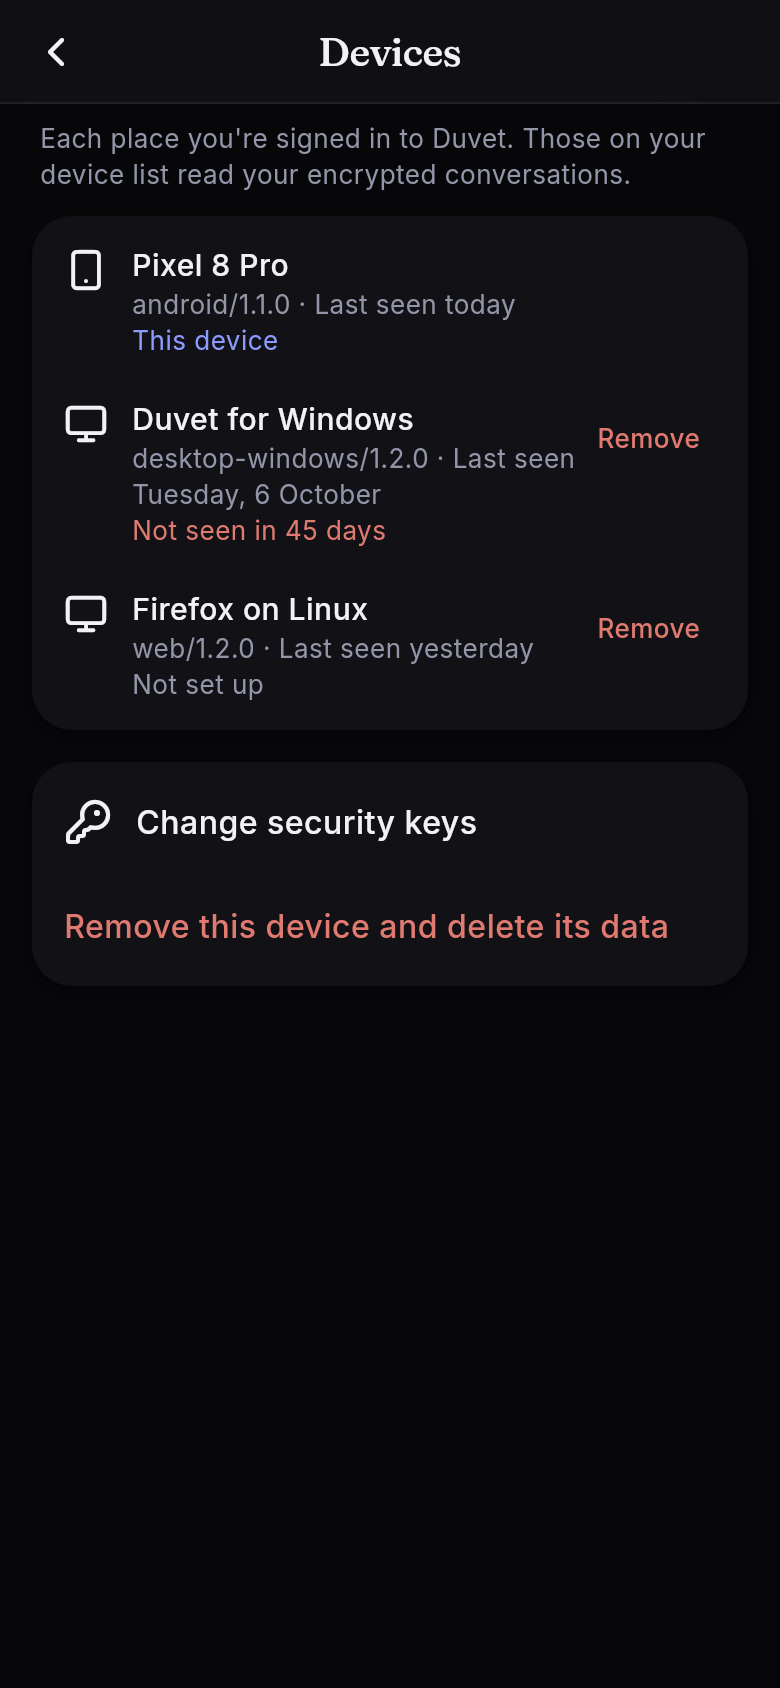 Devices
Each place you're signed in to Duvet. Those on your
device list read your encrypted conversations.
Pixel 8 Pro
android/1.1.0 · Last seen today
This device
Duvet for Windows
desktop-windows/1.2.0 · Last seen
Tuesday, 6 October
Not seen in 45 days
Remove
Firefox on Linux
web/1.2.0 · Last seen yesterday
Not set up
Remove
Change security keys
Remove this device and delete its data